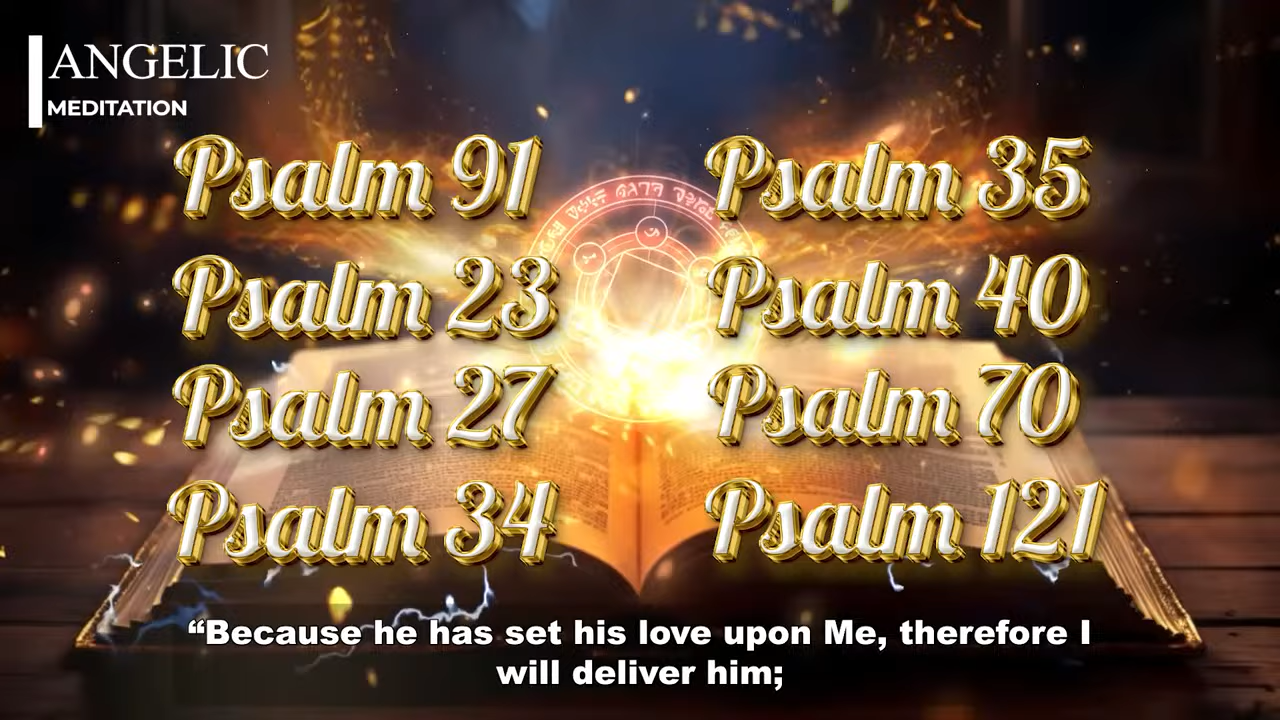 ANGELIC
MEDITATION
Psalm 91
Psalm 23
Psalm 27
Psalm 34
Psalm 35
Psalm 40
Psalm 70
Psalm 121
“Because he has set his love upon Me, therefore I
will deliver him;